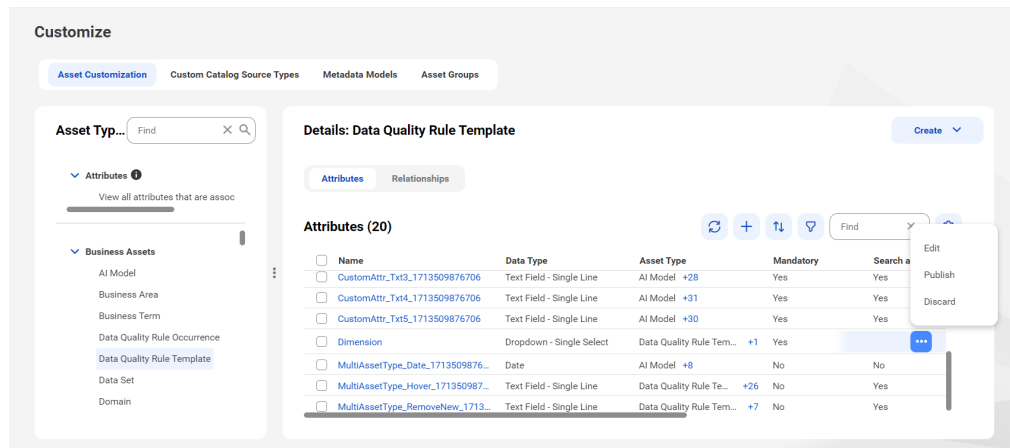 Customize
Asset Customization Custom Catalog Source Types Metadata Models Asset Groups
Asset Typ... Find
Attributes
View all attributes that are assoc
Business Assets
AI Model
Business Area
Business Term
Data Quality Rule Occurrence
Data Quality Rule Template
Data Set
Domain
Details: Data Quality Rule Template Create
Attributes Relationships
Attributes (20) Find
Name Data Type Asset Type Mandatory Search a
CustomAttr_Txt3_1713509876706 Text Field - Single Line AI Model +28 Yes Yes
CustomAttr_Txt4_1713509876706 Text Field - Single Line AI Model +31 Yes Yes
CustomAttr_Txt5_1713509876706 Text Field - Single Line AI Model +30 Yes Yes
Dimension Dropdown - Single Select Data Quality Rule Tem... +1 Yes
MultiAssetType_Date_1713509876... Date AI Model +8 No No
MultiAssetType_Hover_171350987... Text Field - Single Line Data Quality Rule Te... +26 No Yes
MultiAssetType_RemoveNew_1713... Text Field - Single Line Data Quality Rule Tem... +7 No Yes
Edit
Publish
Discard